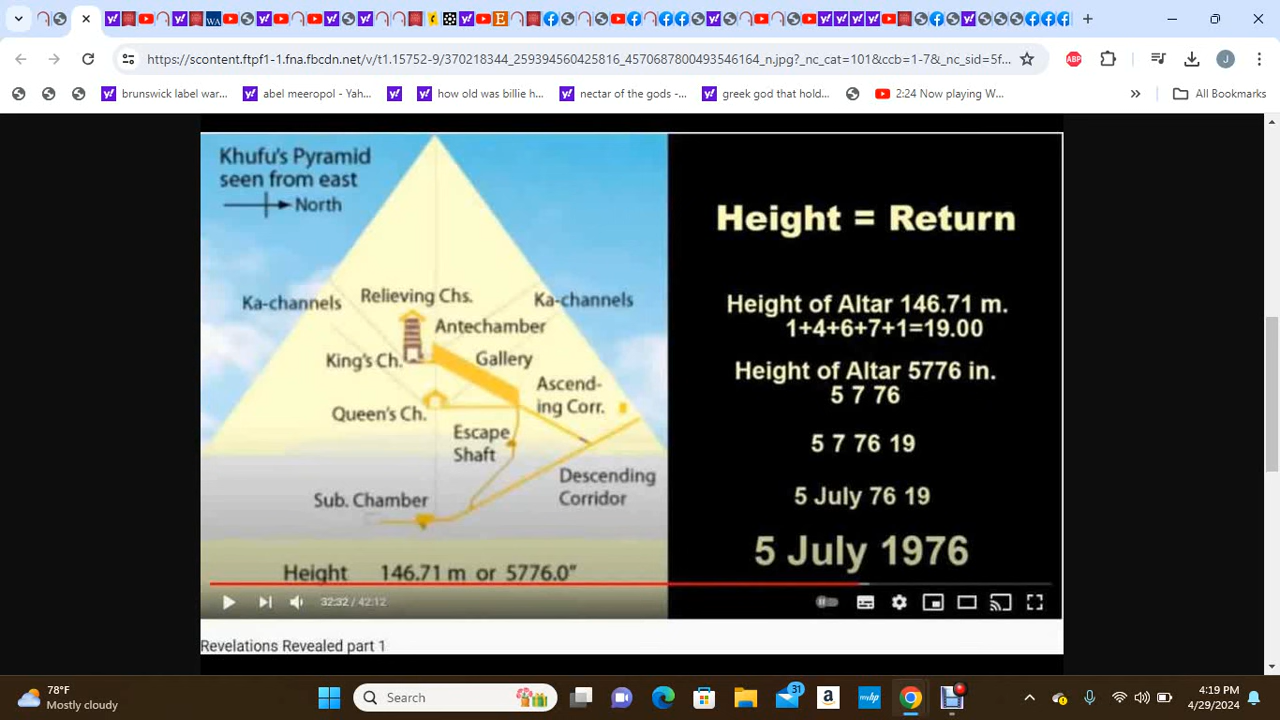 https://scontent.ftpf1-1.fna.fbcdn.net/v/t1.15752-9/370218344_259394560425816_4570687800493546164_n.jpg?_nc_cat=101&ccb=1-7&_nc_sid=5f...
ABP
J
brunswick label war...
abel meeropol - Yah...
how old was billie h...
nectar of the gods -...
greek god that hold...
2:24 Now playing W...
All Bookmarks
Khufu's Pyramid
seen from east
North
Ka-channels
Relieving Chs.
Ka-channels
Antechamber
King's Ch.
Gallery
Ascend-
ing Corr.
Queen's Ch.
Escape
Shaft
Descending
Corridor
Sub. Chamber
Height 146.71 m or 5776.0"
Height = Return
Height of Altar 146.71 m.
1+4+6+7+1=19.00
Height of Altar 5776 in.
5 7 76
5 7 76 19
5 July 76 19
5 July 1976
32:32 / 42:12
Revelations Revealed part 1
78°F
Mostly cloudy
Search
31
4:19 PM
4/29/2024